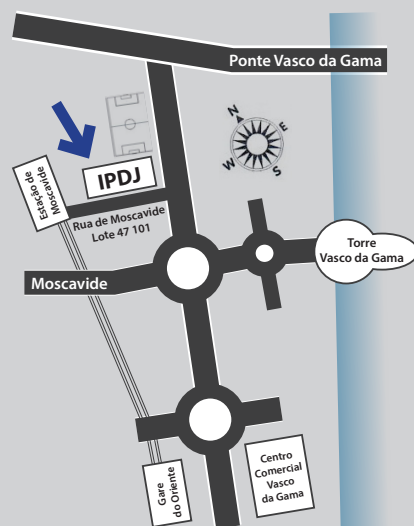 Ponte Vasco da Gama
N
E
W
S
IPDJ
Estação de
Moscavide
Rua de Moscavide
Lote 47 101
Torre
Vasco da Gama
Moscavide
Centro
Comercial
Vasco
da Gama
Gare
do Oriente